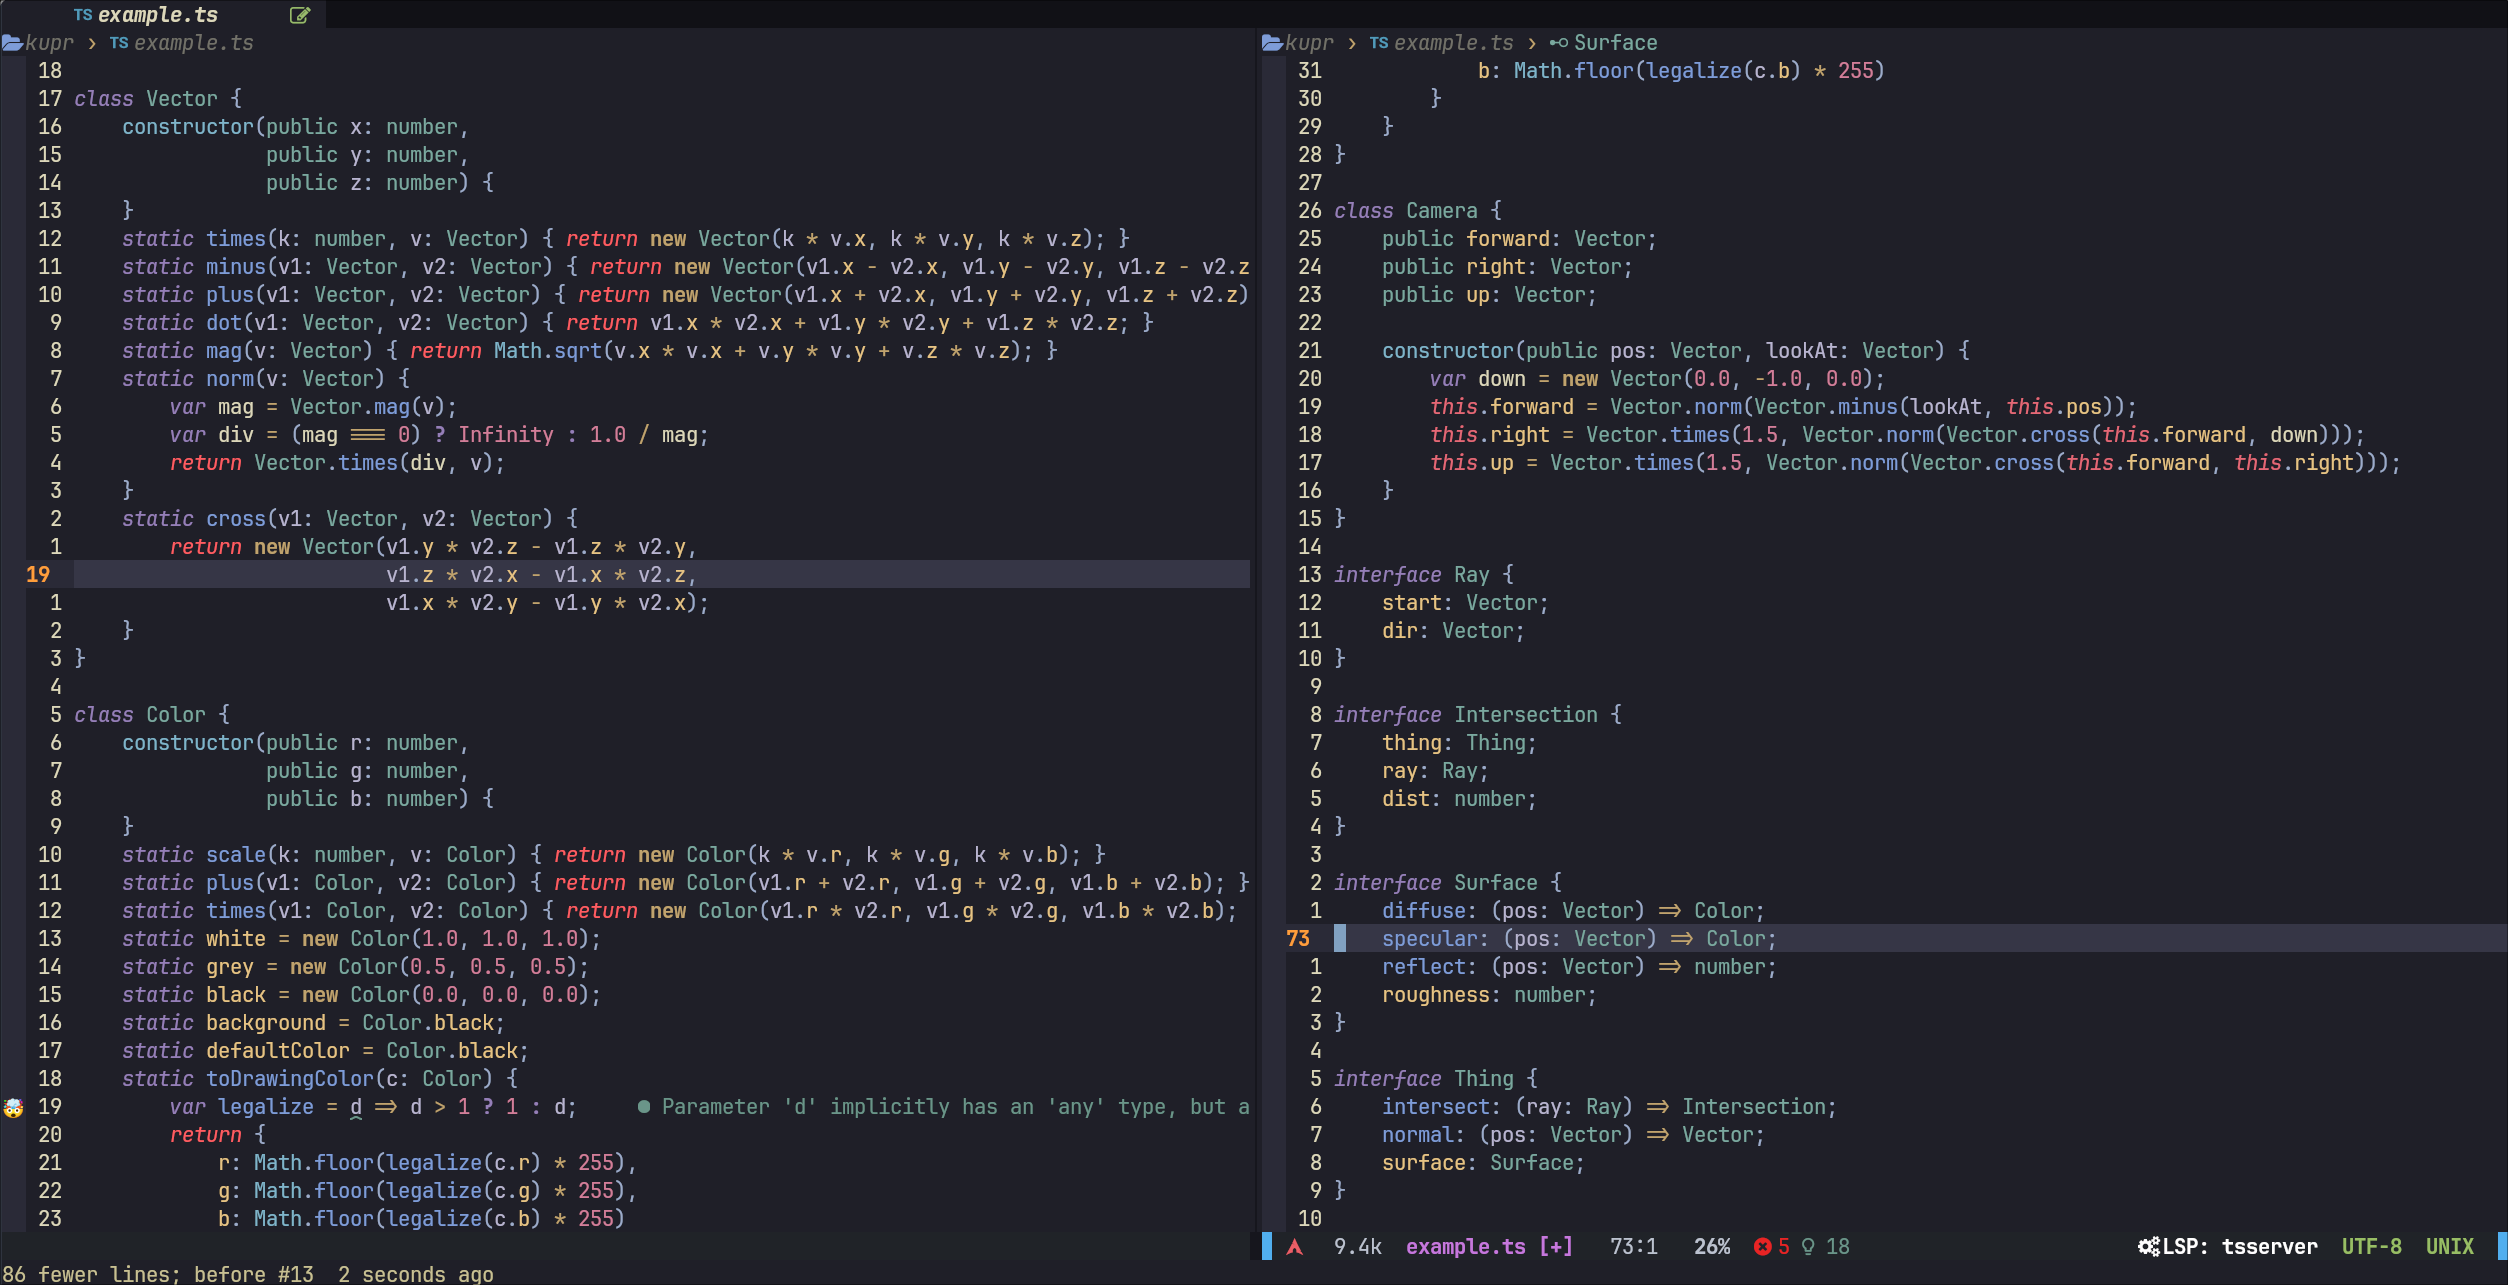 TS example.ts
kupr › TS example.ts
18
17 class Vector {
16     constructor(public x: number,
15                 public y: number,
14                 public z: number) {
13     }
12     static times(k: number, v: Vector) { return new Vector(k * v.x, k * v.y, k * v.z); }
11     static minus(v1: Vector, v2: Vector) { return new Vector(v1.x - v2.x, v1.y - v2.y, v1.z - v2.z
10     static plus(v1: Vector, v2: Vector) { return new Vector(v1.x + v2.x, v1.y + v2.y, v1.z + v2.z)
9     static dot(v1: Vector, v2: Vector) { return v1.x * v2.x + v1.y * v2.y + v1.z * v2.z; }
8     static mag(v: Vector) { return Math.sqrt(v.x * v.x + v.y * v.y + v.z * v.z); }
7     static norm(v: Vector) {
6         var mag = Vector.mag(v);
5         var div = (mag === 0) ? Infinity : 1.0 / mag;
4         return Vector.times(div, v);
3     }
2     static cross(v1: Vector, v2: Vector) {
1         return new Vector(v1.y * v2.z - v1.z * v2.y,
19                           v1.z * v2.x - v1.x * v2.z,
1                           v1.x * v2.y - v1.y * v2.x);
2     }
3 }
4
5 class Color {
6     constructor(public r: number,
7                 public g: number,
8                 public b: number) {
9     }
10     static scale(k: number, v: Color) { return new Color(k * v.r, k * v.g, k * v.b); }
11     static plus(v1: Color, v2: Color) { return new Color(v1.r + v2.r, v1.g + v2.g, v1.b + v2.b); }
12     static times(v1: Color, v2: Color) { return new Color(v1.r * v2.r, v1.g * v2.g, v1.b * v2.b);
13     static white = new Color(1.0, 1.0, 1.0);
14     static grey = new Color(0.5, 0.5, 0.5);
15     static black = new Color(0.0, 0.0, 0.0);
16     static background = Color.black;
17     static defaultColor = Color.black;
18     static toDrawingColor(c: Color) {
🤯 19         var legalize = d => d > 1 ? 1 : d;     ● Parameter 'd' implicitly has an 'any' type, but a
20         return {
21             r: Math.floor(legalize(c.r) * 255),
22             g: Math.floor(legalize(c.g) * 255),
23             b: Math.floor(legalize(c.b) * 255)
kupr › TS example.ts › Surface
31             b: Math.floor(legalize(c.b) * 255)
30         }
29     }
28 }
27
26 class Camera {
25     public forward: Vector;
24     public right: Vector;
23     public up: Vector;
22
21     constructor(public pos: Vector, lookAt: Vector) {
20         var down = new Vector(0.0, -1.0, 0.0);
19         this.forward = Vector.norm(Vector.minus(lookAt, this.pos));
18         this.right = Vector.times(1.5, Vector.norm(Vector.cross(this.forward, down)));
17         this.up = Vector.times(1.5, Vector.norm(Vector.cross(this.forward, this.right)));
16     }
15 }
14
13 interface Ray {
12     start: Vector;
11     dir: Vector;
10 }
9
8 interface Intersection {
7     thing: Thing;
6     ray: Ray;
5     dist: number;
4 }
3
2 interface Surface {
1     diffuse: (pos: Vector) => Color;
73     specular: (pos: Vector) => Color;
1     reflect: (pos: Vector) => number;
2     roughness: number;
3 }
4
5 interface Thing {
6     intersect: (ray: Ray) => Intersection;
7     normal: (pos: Vector) => Vector;
8     surface: Surface;
9 }
10
9.4k example.ts [+] 73:1 26% 5 18 LSP: tsserver UTF-8 UNIX
86 fewer lines; before #13  2 seconds ago